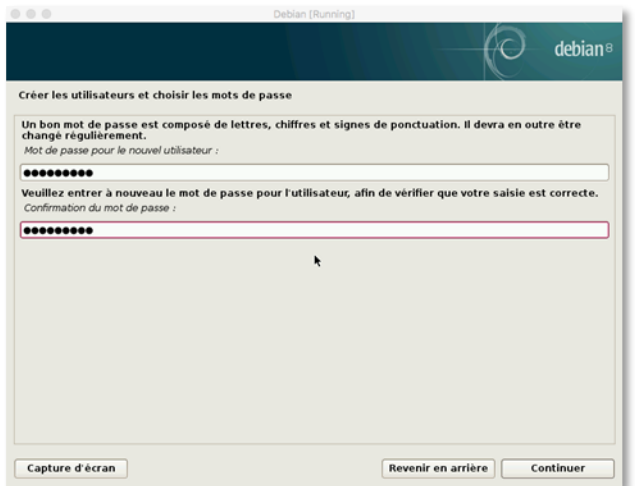 Debian [Running]
debian 8
Créer les utilisateurs et choisir les mots de passe
Un bon mot de passe est composé de lettres, chiffres et signes de ponctuation. Il devra en outre être
changé régulièrement.
Mot de passe pour le nouvel utilisateur :
●●●●●●●●●
Veuillez entrer à nouveau le mot de passe pour l'utilisateur, afin de vérifier que votre saisie est correcte.
Confirmation du mot de passe :
●●●●●●●●●
Capture d'écran
Revenir en arrière
Continuer